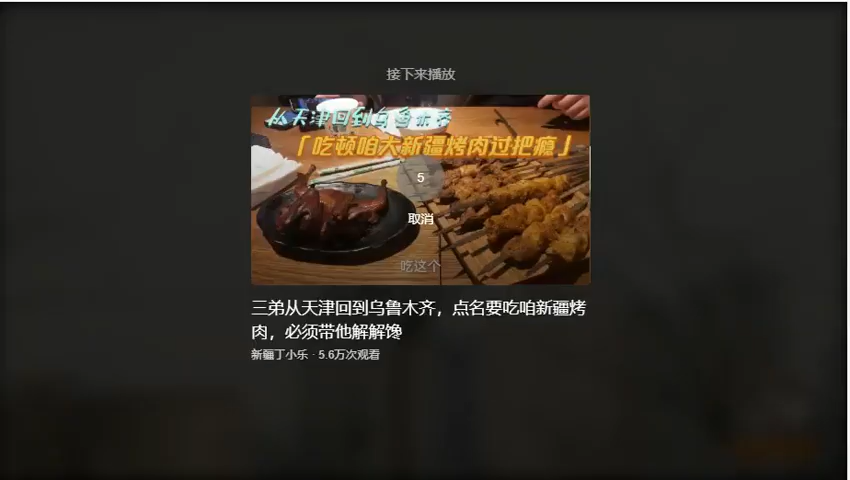 接下来播放
从天津回到乌鲁木齐
「吃顿咱大新疆烤肉过把瘾」
5
取消
吃这个
三弟从天津回到乌鲁木齐，点名要吃咱新疆烤
肉，必须带他解解馋
新疆丁小乐 · 5.6万次观看